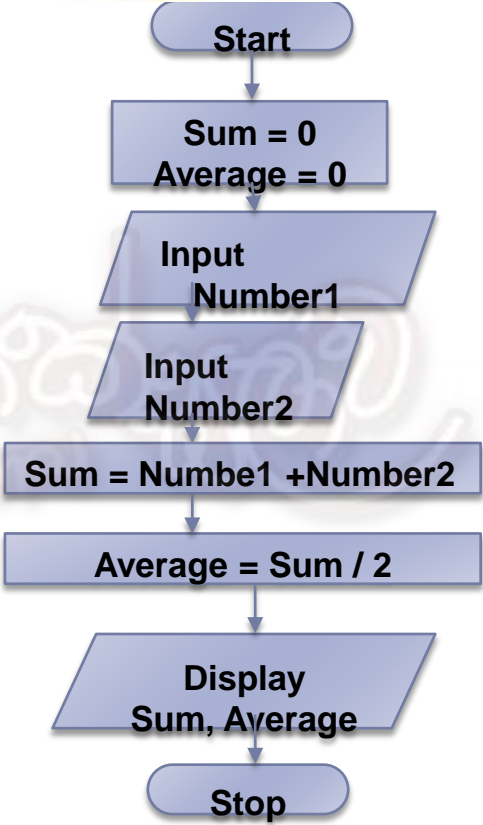 Start
Sum = 0
Average = 0
Input
Number1
Input
Number2
Sum = Numbe1 +Number2
Average = Sum / 2
Display
Sum, Average
Stop